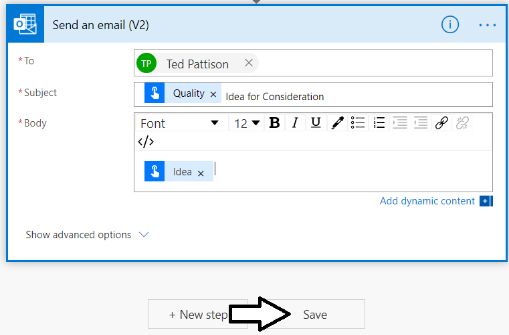 Send an email (V2)
* To
TP Ted Pattison ×
* Subject
Quality × Idea for Consideration
* Body
Font 12 B I U
</>
Idea ×
Add dynamic content +
Show advanced options
+ New step
Save